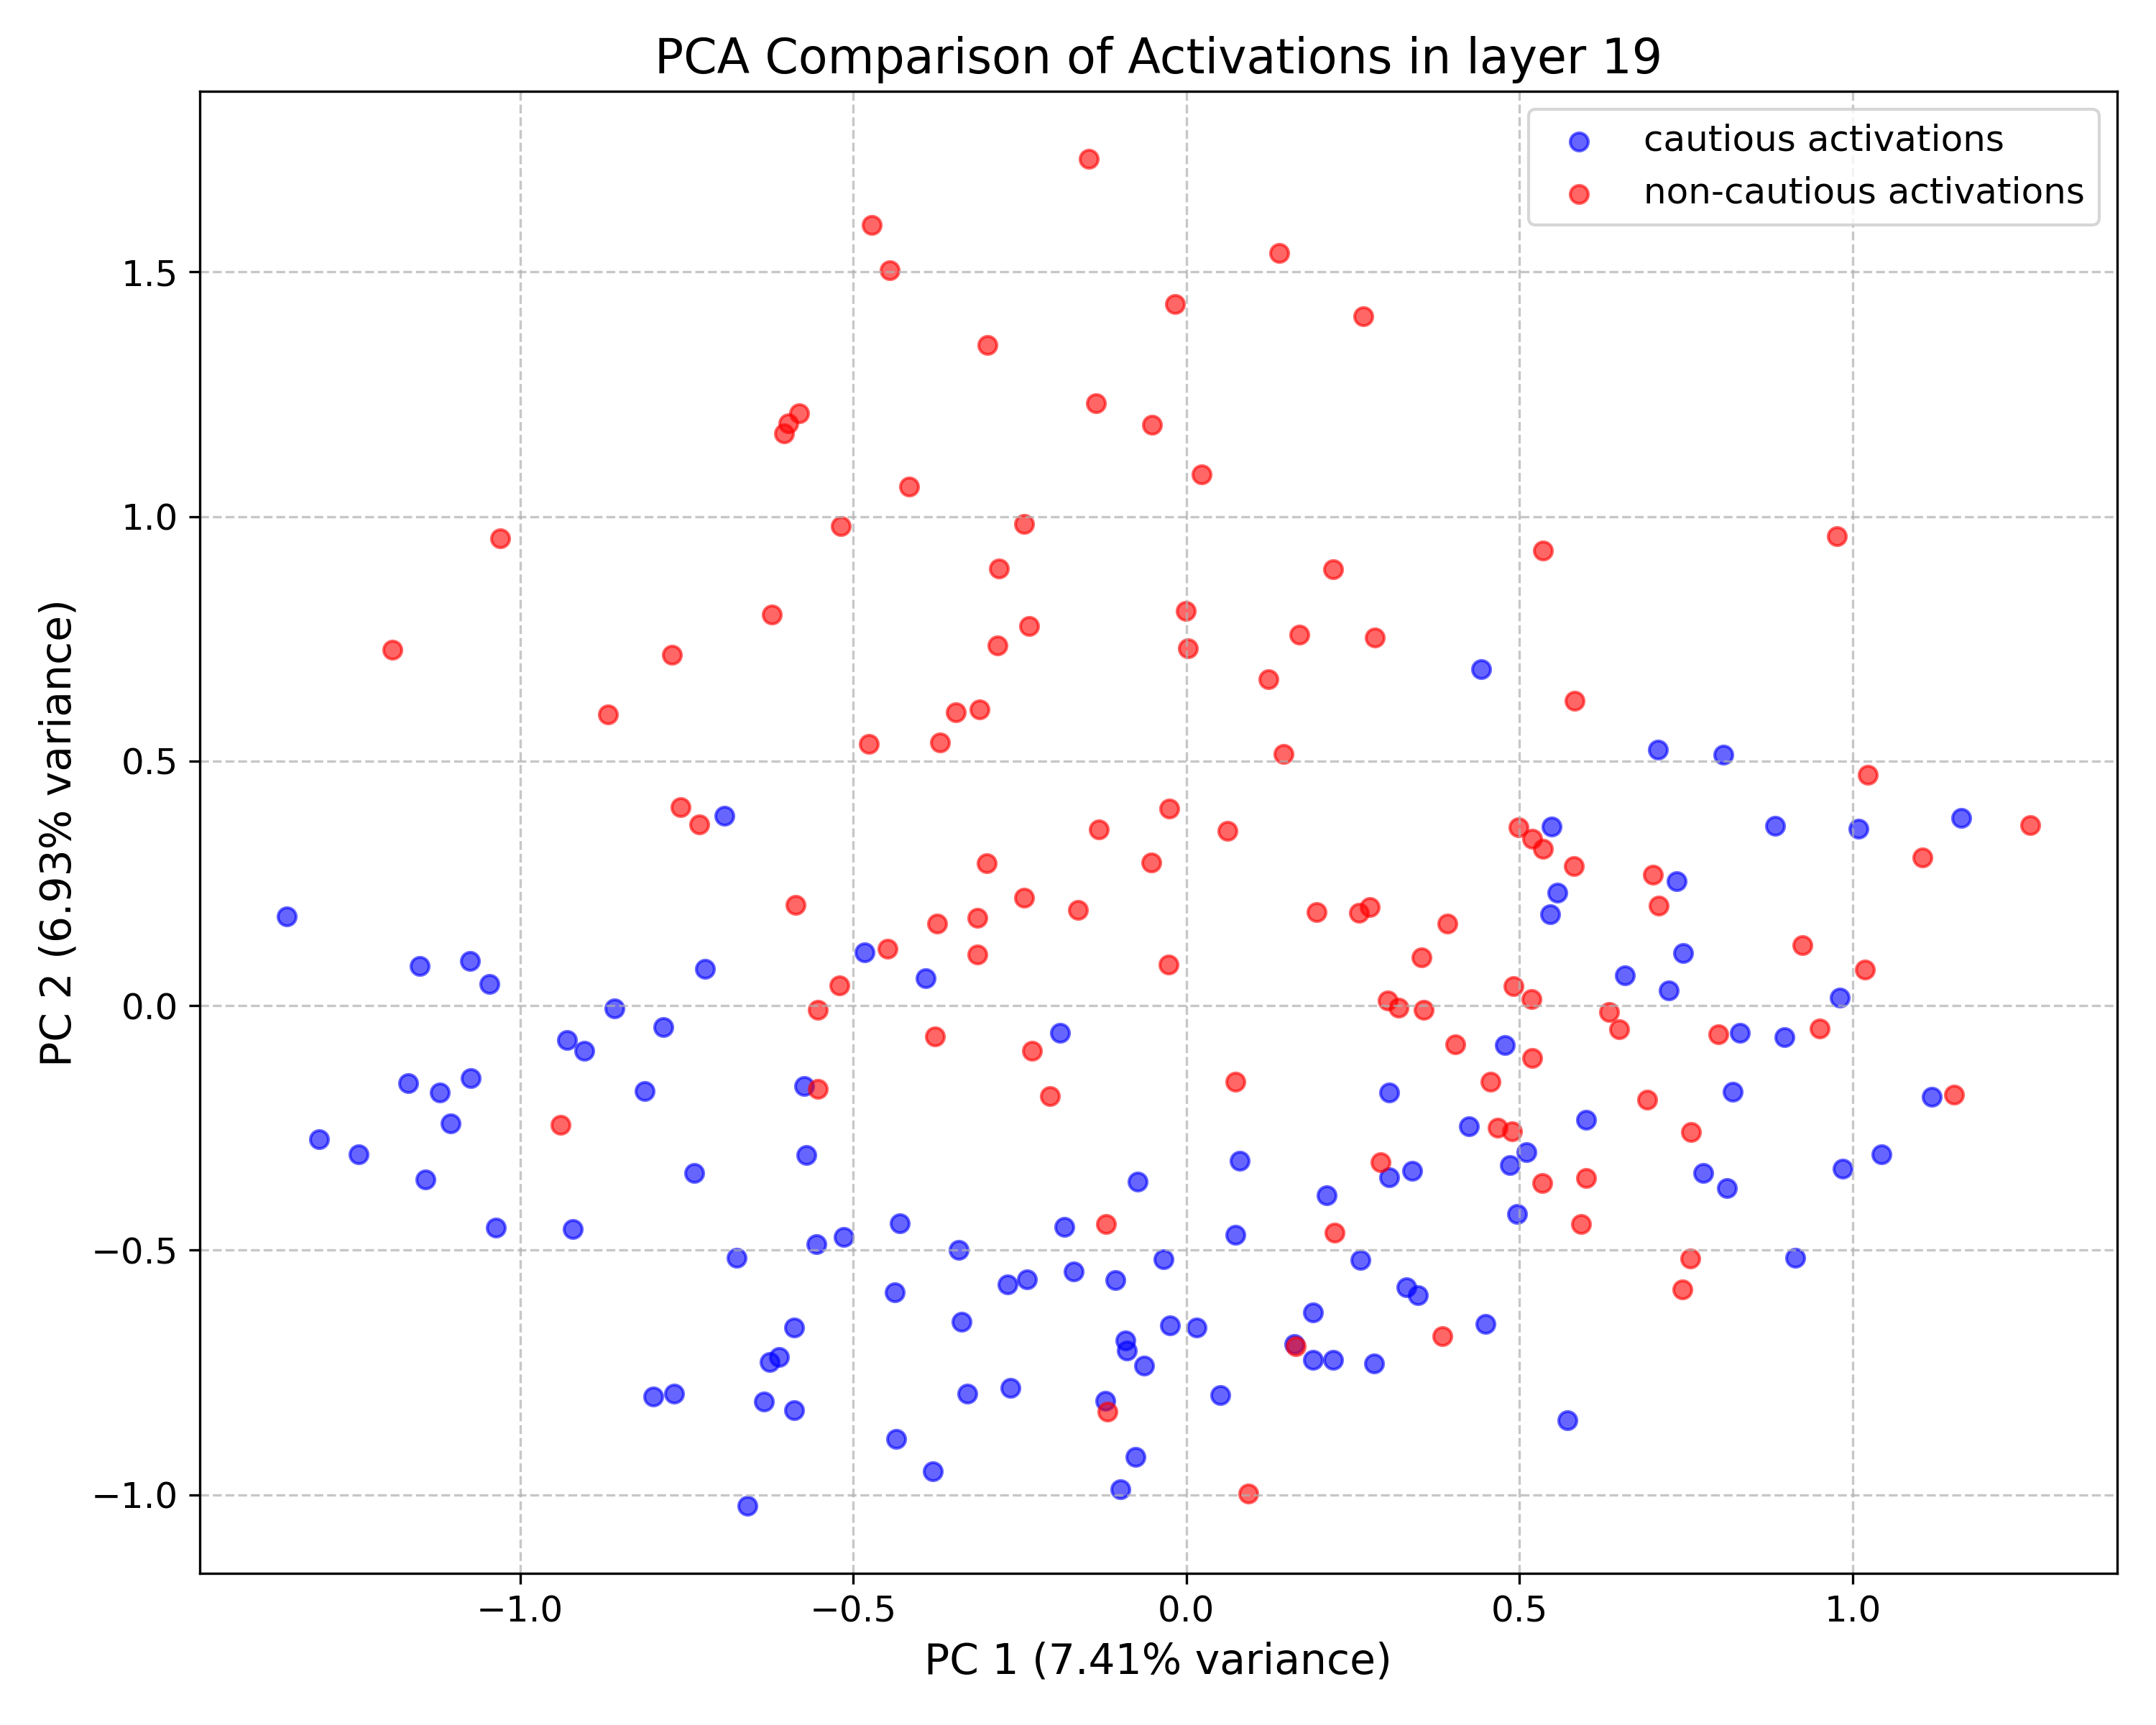 PCA Comparison of Activations in layer 19
cautious activations
non-cautious activations
PC 2 (6.93% variance)
1.5
1.0
0.5
0.0
−0.5
−1.0
−1.0
−0.5
0.0
0.5
1.0
PC 1 (7.41% variance)